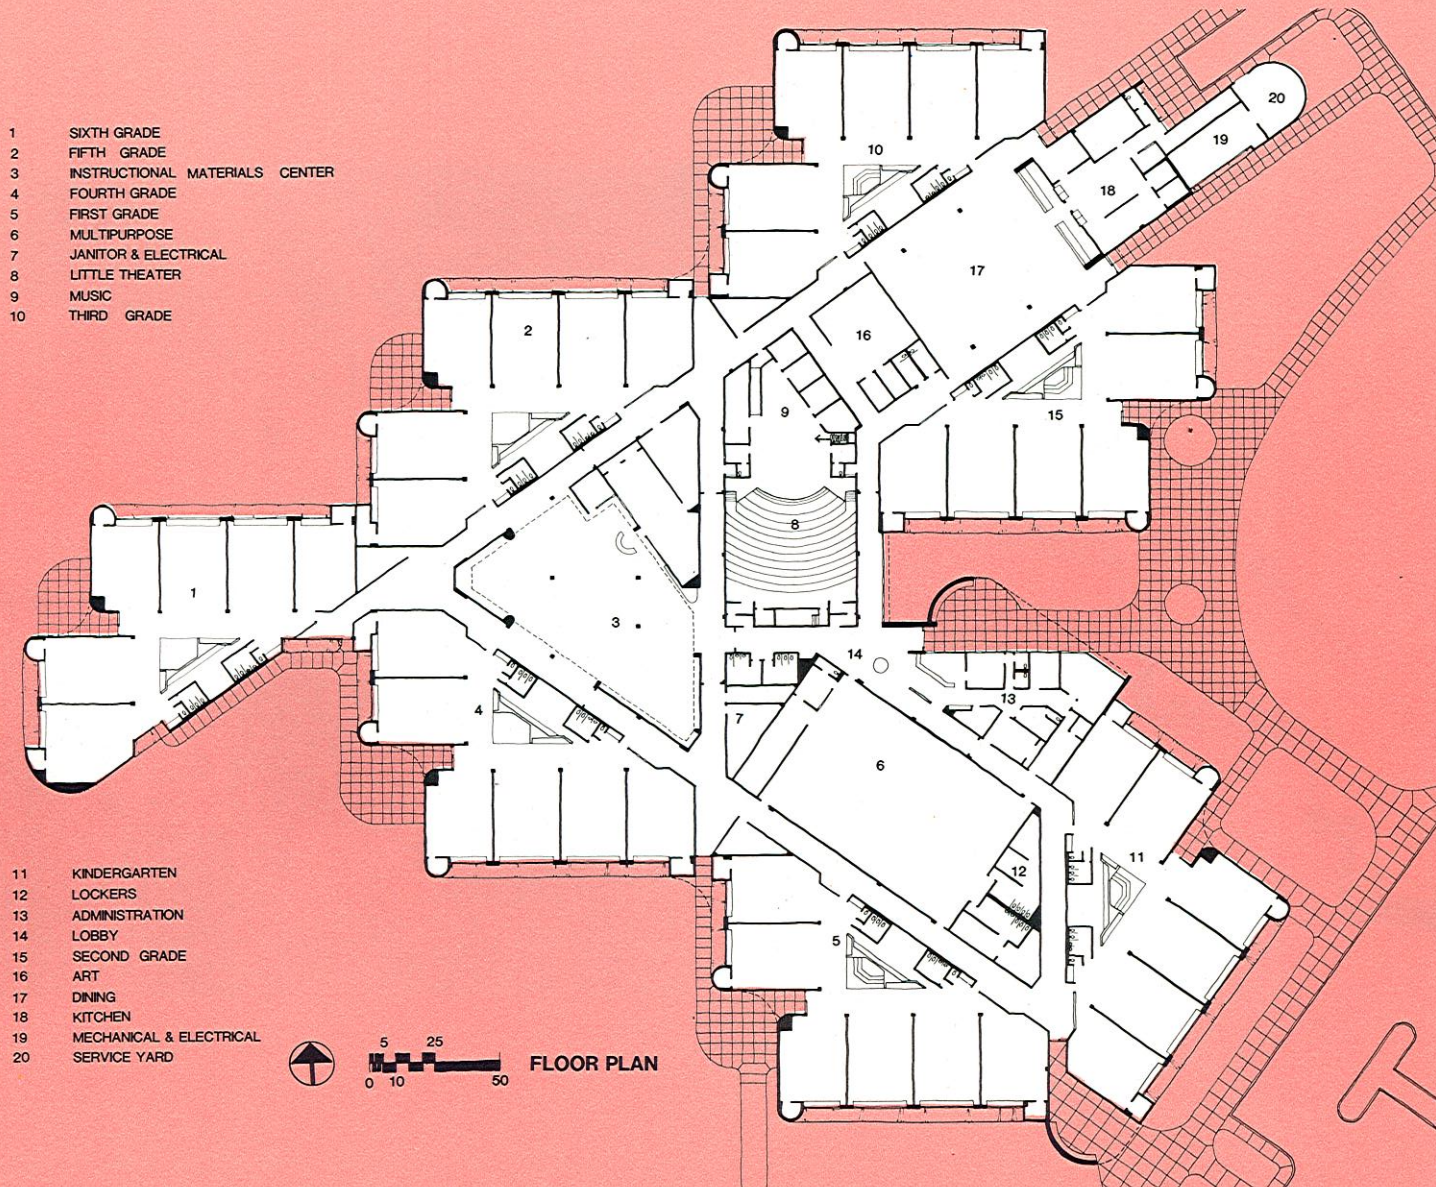 1 SIXTH GRADE
2 FIFTH GRADE
3 INSTRUCTIONAL MATERIALS CENTER
4 FOURTH GRADE
5 FIRST GRADE
6 MULTIPURPOSE
7 JANITOR & ELECTRICAL
8 LITTLE THEATER
9 MUSIC
10 THIRD GRADE
20
19
10
18
17
2
16
9
15
8
1
3
14
13
4
7
6
11
12
5
11 KINDERGARTEN
12 LOCKERS
13 ADMINISTRATION
14 LOBBY
15 SECOND GRADE
16 ART
17 DINING
18 KITCHEN
19 MECHANICAL & ELECTRICAL
20 SERVICE YARD
5 25
0 10 50
FLOOR PLAN